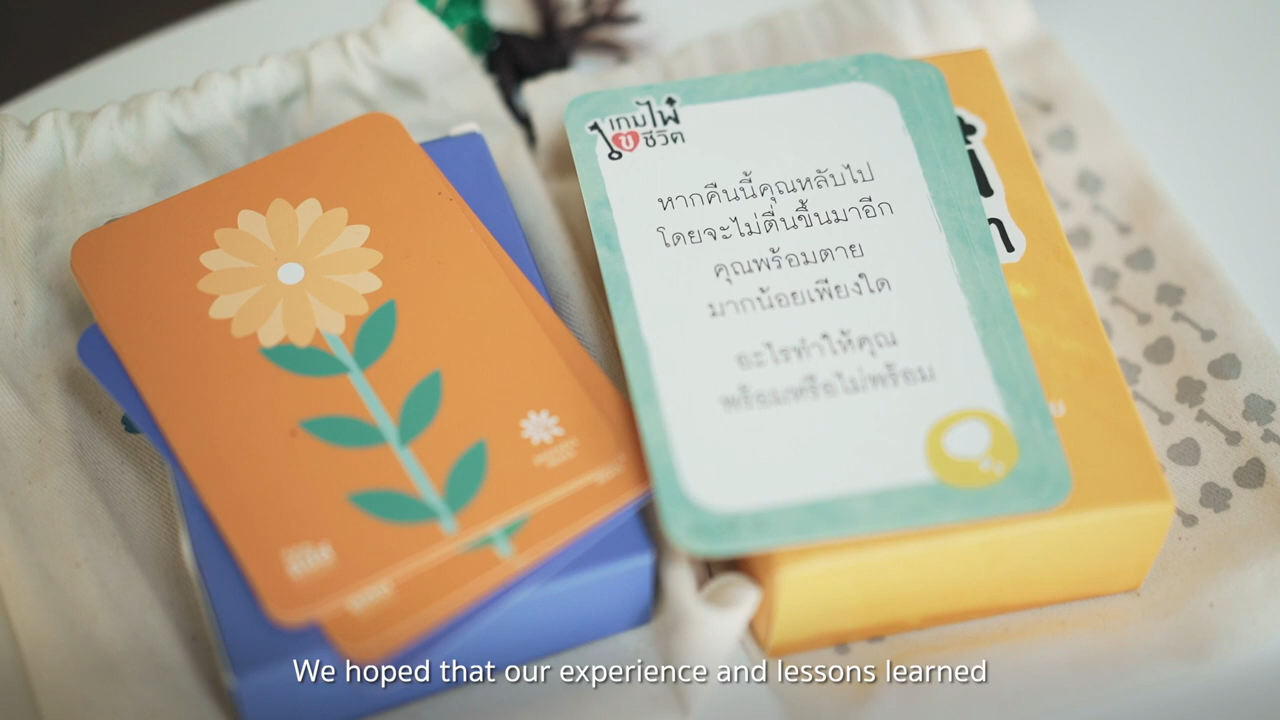 เกมไพ่
ไขชีวิต
หากคืนนี้คุณหลับไป
โดยจะไม่ตื่นขึ้นมาอีก
คุณพร้อมตาย
มากน้อยเพียงใด
อะไรทำให้คุณ
พร้อมหรือไม่พร้อม
We hoped that our experience and lessons learned